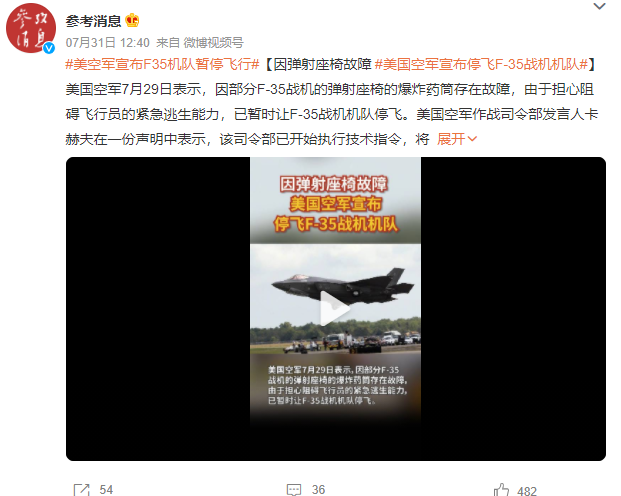 参考消息
07月31日 12:40 来自 微博视频号
#美空军宣布F35机队暂停飞行#【因弹射座椅故障 #美国空军宣布停飞F-35战机机队#】
美国空军7月29日表示，因部分F-35战机的弹射座椅的爆炸药筒存在故障，由于担心阻
碍飞行员的紧急逃生能力，已暂时让F-35战机机队停飞。美国空军作战司令部发言人卡
赫夫在一份声明中表示，该司令部已开始执行技术指令，将 展开
因弹射座椅故障
美国空军宣布
停飞F-35战机机队
美国空军7月29日表示，因部分F-35
战机的弹射座椅的爆炸药筒存在故障，
由于担心阻碍飞行员的紧急逃生能力，
已暂时让F-35战机机队停飞。
54
36
482